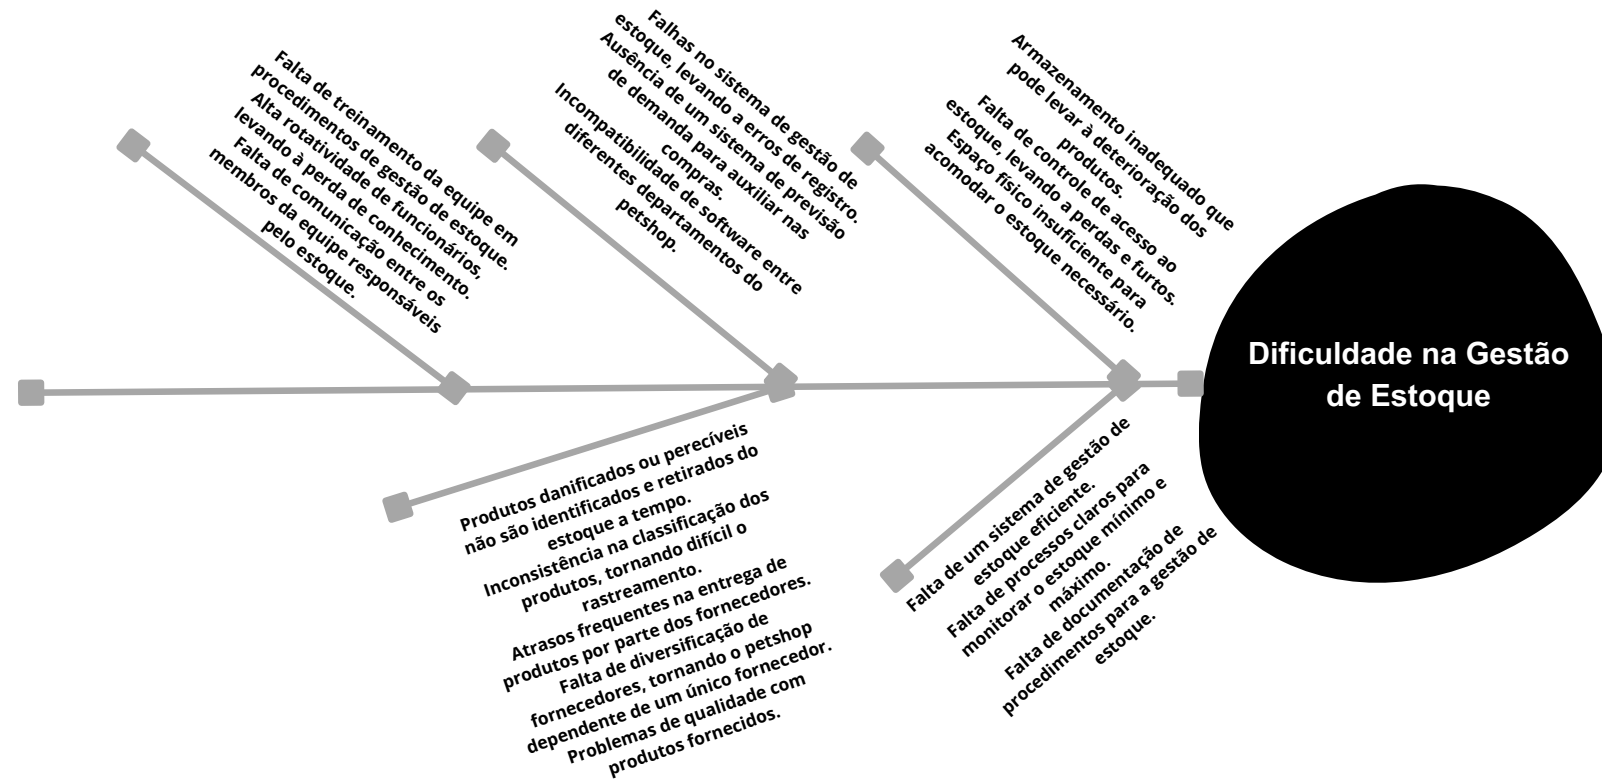 Falta de treinamento da equipe em
procedimentos de gestão de estoque.
Alta rotatividade de funcionários,
levando à perda de conhecimento.
Falta de comunicação entre os
membros da equipe responsáveis
pelo estoque.
Falhas no sistema de gestão de
estoque, levando a erros de registro.
Ausência de um sistema de previsão
de demanda para auxiliar nas
compras.
Incompatibilidade de software entre
diferentes departamentos do
petshop.
Armazenamento inadequado que
pode levar à deterioração dos
produtos.
Falta de controle de acesso ao
estoque, levando a perdas e furtos.
Espaço físico insuficiente para
acomodar o estoque necessário.
Dificuldade na Gestão
de Estoque
Produtos danificados ou perecíveis
não são identificados e retirados do
estoque a tempo.
Inconsistência na classificação dos
produtos, tornando difícil o
rastreamento.
Atrasos frequentes na entrega de
produtos por parte dos fornecedores.
Falta de diversificação de
fornecedores, tornando o petshop
dependente de um único fornecedor.
Problemas de qualidade com
produtos fornecidos.
Falta de um sistema de gestão de
estoque eficiente.
Falta de processos claros para
monitorar o estoque mínimo e
máximo.
Falta de documentação de
procedimentos para a gestão de
estoque.